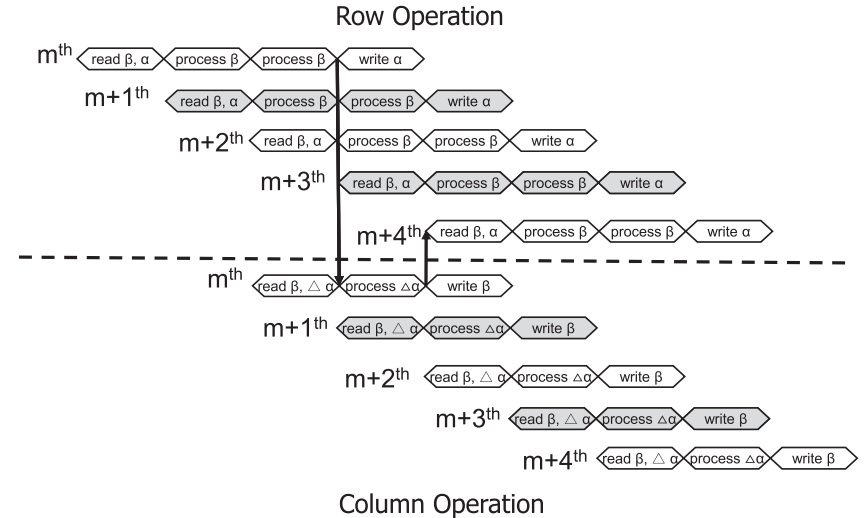 Row Operation
mth read β, α process β process β write α
m+1th read β, α process β process β write α
m+2th read β, α process β process β write α
m+3th read β, α process β process β write α
m+4th read β, α process β process β write α
mth read β, △ α process △α write β
m+1th read β, △ α process △α write β
m+2th read β, △ α process △α write β
m+3th read β, △ α process △α write β
m+4th read β, △ α process △α write β
Column Operation